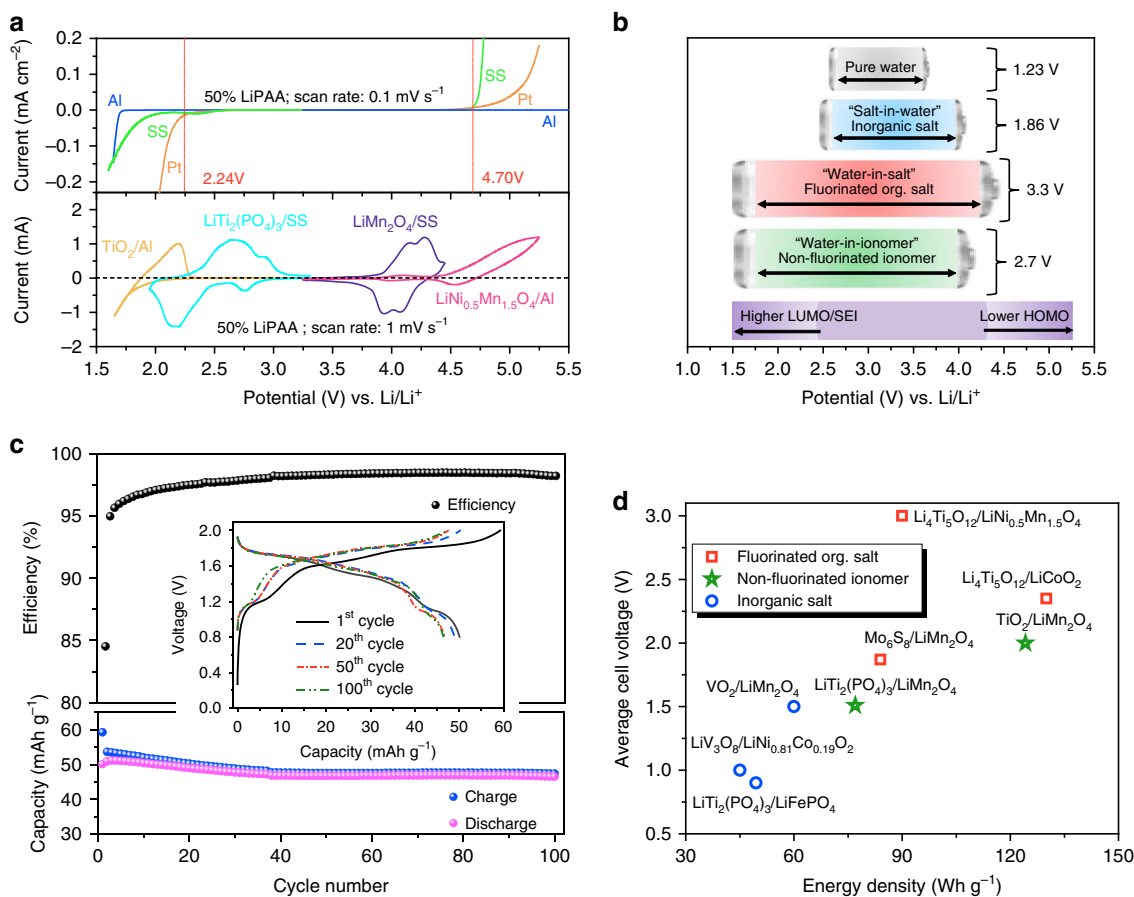 a
0.2
0.1
0.0
−0.1
−0.2
Current (mA cm⁻²)
Al
SS
Pt
50% LiPAA; scan rate: 0.1 mV s⁻¹
SS
Pt
Al
2.24V
4.70V
2
1
0
1
−2
Current (mA)
TiO₂/Al
LiTi₂(PO₄)₃/SS
LiMn₂O₄/SS
LiNi₀.₅Mn₁.₅O₄/Al
50% LiPAA ; scan rate: 1 mV s⁻¹
1.5 2.0 2.5 3.0 3.5 4.0 4.5 5.0 5.5
Potential (V) vs. Li/Li⁺
b
Pure water
1.23 V
“Salt-in-water”
Inorganic salt
1.86 V
“Water-in-salt”
Fluorinated org. salt
3.3 V
“Water-in-ionomer”
Non-fluorinated ionomer
2.7 V
Higher LUMO/SEI
Lower HOMO
1.0 1.5 2.0 2.5 3.0 3.5 4.0 4.5 5.0 5.5
Potential (V) vs. Li/Li⁺
c
100
95
90
85
80
Efficiency (%)
Efficiency
2.0
1.6
1.2
0.8
0.0
Voltage (V)
1ˢᵗ cycle
20ᵗʰ cycle
50ᵗʰ cycle
100ᵗʰ cycle
0 10 20 30 40 50 60
Capacity (mAh g⁻¹)
60
50
45
30
Capacity (mAh g⁻¹)
Charge
Discharge
0 20 40 60 80 100
Cycle number
d
3.0
2.5
2.0
1.5
1.0
0.5
Average cell voltage (V)
Li₄Ti₅O₁₂/LiNi₀.₅Mn₁.₅O₄
Fluorinated org. salt
Non-fluorinated ionomer
Inorganic salt
Li₄Ti₅O₁₂/LiCoO₂
TiO₂/LiMn₂O₄
Mo₆S₈/LiMn₂O₄
VO₂/LiMn₂O₄
LiTi₂(PO₄)₃/LiMn₂O₄
LiV₃O₈/LiNi₀.₈₁Co₀.₁₉O₂
LiTi₂(PO₄)₃/LiFePO₄
30 60 90 120 150
Energy density (Wh g⁻¹)